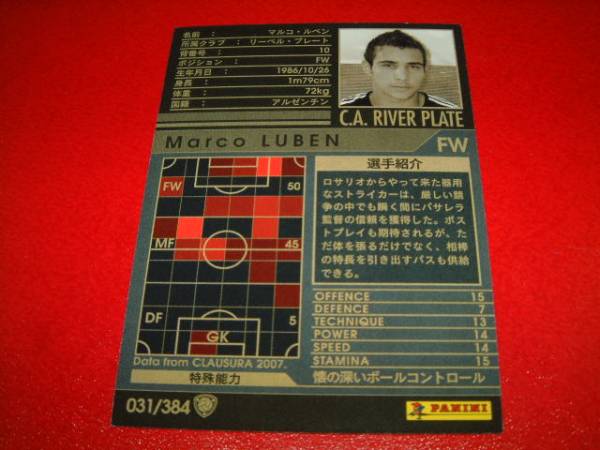 名前 : マルコ・ルベン
所属クラブ : リーベル・プレート
背番号 : 10
ポジション : FW
生年月日 : 1986/10/26
身長 : 1m79cm
体重 : 72kg
国籍 : アルゼンチン
C.A. RIVER PLATE
Marco LUBEN
FW
FW 50
MF 45
DF 5
GK
Data from CLAUSURA 2007.
選手紹介
ロサリオからやって来た器用
なストライカーは、厳しい競
争の中でも瞬く間にパサレラ
監督の信頼を獲得した。ポス
トプレイも期待されるが、た
だ体を張るだけでなく、相棒
の特長を引き出すパスも供給
できる。
OFFENCE 15
DEFENCE 7
TECHNIQUE 13
POWER 14
SPEED 14
STAMINA 15
特殊能力
懐の深いボールコントロール
031/384
PANINI